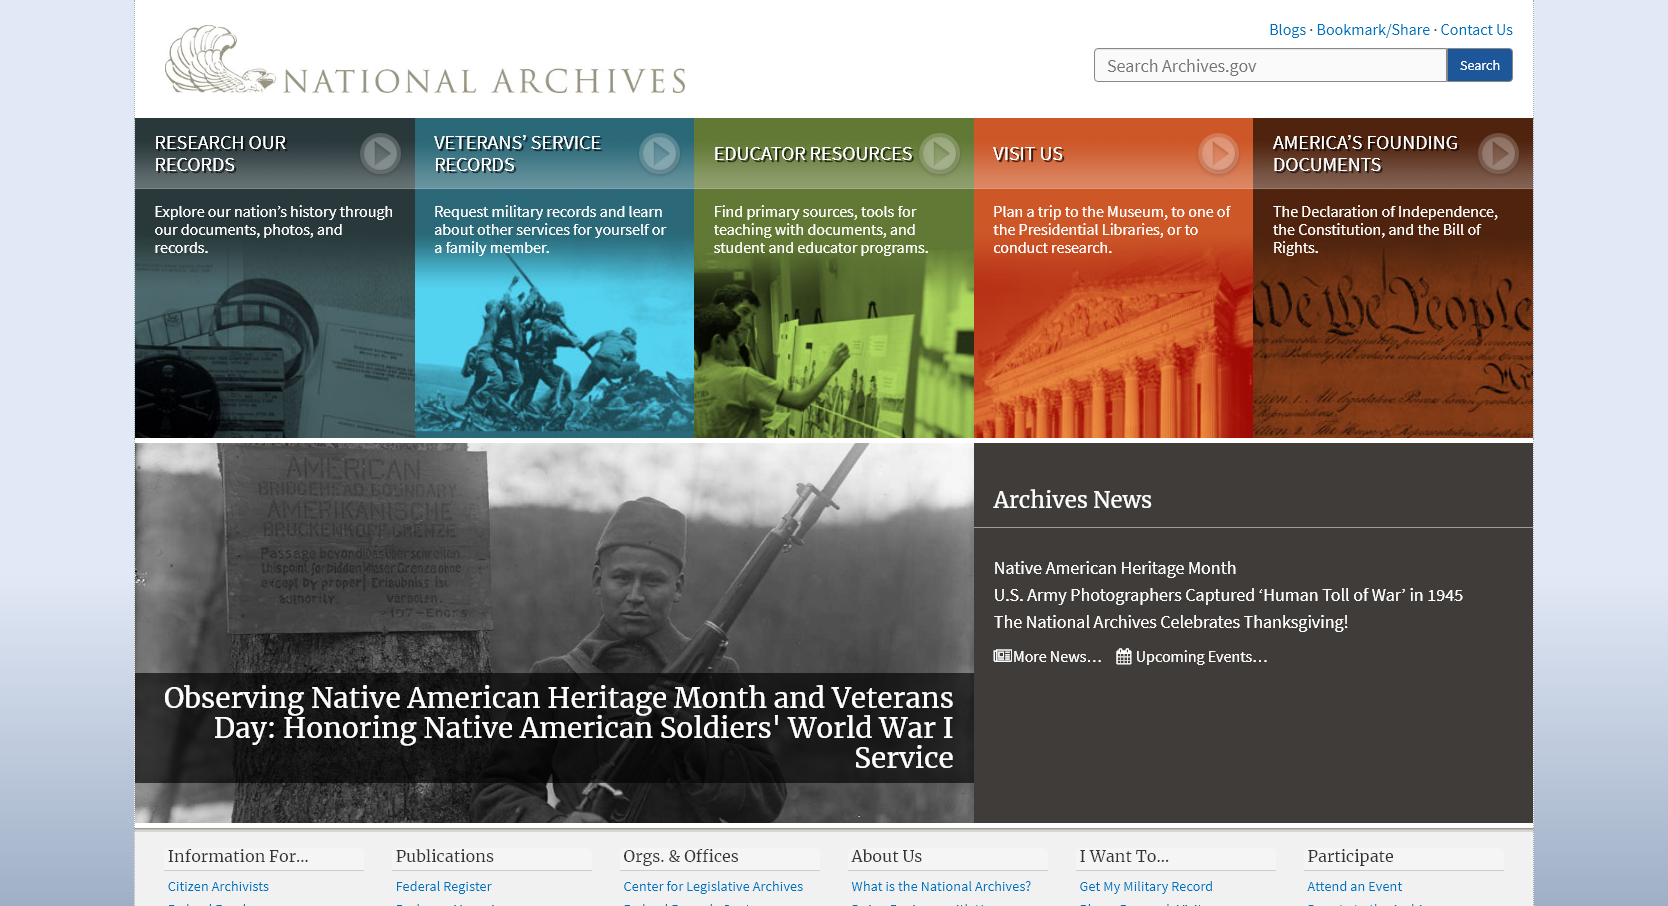 NATIONAL ARCHIVES
Blogs · Bookmark/Share · Contact Us
Search Archives.gov
Search
RESEARCH OUR
RECORDS
Explore our nation’s history through
our documents, photos, and
records.
VETERANS’ SERVICE
RECORDS
Request military records and learn
about other services for yourself or
a family member.
EDUCATOR RESOURCES
Find primary sources, tools for
teaching with documents, and
student and educator programs.
VISIT US
Plan a trip to the Museum, to one of
the Presidential Libraries, or to
conduct research.
AMERICA’S FOUNDING
DOCUMENTS
The Declaration of Independence,
the Constitution, and the Bill of
Rights.
We the People
AMERICAN
BRIDGEHEAD BOUNDARY
AMERIKANISCHE
BRUCKENKOPF GRENZE
Passage beyond
this point forbidden
except by proper
authority.
Das überschreiten
dieser Grenze ohne
Erlaubnis ist
verboten.
Observing Native American Heritage Month and Veterans
Day: Honoring Native American Soldiers' World War I
Service
Archives News
Native American Heritage Month
U.S. Army Photographers Captured ‘Human Toll of War’ in 1945
The National Archives Celebrates Thanksgiving!
More News… Upcoming Events…
Information For…
Citizen Archivists
Publications
Federal Register
Orgs. & Offices
Center for Legislative Archives
About Us
What is the National Archives?
I Want To…
Get My Military Record
Participate
Attend an Event